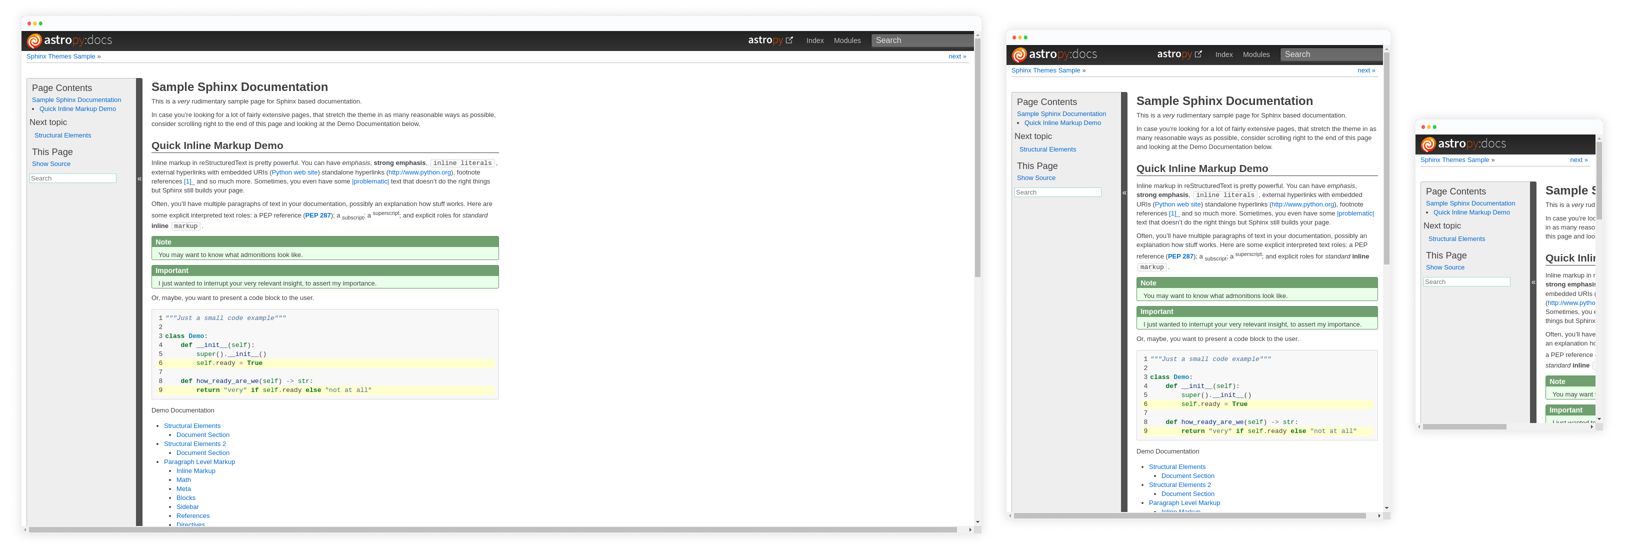 astropy:docs
astropy Index Modules Search
Sphinx Themes Sample » next »
Page Contents
Sample Sphinx Documentation
Quick Inline Markup Demo
Next topic
Structural Elements
This Page
Show Source
Search
«
Sample Sphinx Documentation
This is a very rudimentary sample page for Sphinx based documentation.
In case you're looking for a lot of fairly extensive pages, that stretch the theme in as many reasonable ways as possible,
consider scrolling right to the end of this page and looking at the Demo Documentation below.
Quick Inline Markup Demo
Inline markup in reStructuredText is pretty powerful. You can have emphasis, strong emphasis, inline literals,
external hyperlinks with embedded URIs (Python web site) standalone hyperlinks (http://www.python.org), footnote
references [1]_ and so much more. Sometimes, you even have some |problematic| text that doesn't do the right things
but Sphinx still builds your page.
Often, you'll have multiple paragraphs of text in your documentation, possibly an explanation how stuff works. Here are
some explicit interpreted text roles: a PEP reference (PEP 287); a subscript; a superscript; and explicit roles for standard
inline markup.
Note
You may want to know what admonitions look like.
Important
I just wanted to interrupt your very relevant insight, to assert my importance.
Or, maybe, you want to present a code block to the user.
1 """Just a small code example"""
2
3 class Demo:
4 def __init__(self):
5 super().__init__()
6 self.ready = True
7
8 def how_ready_are_we(self) -> str:
9 return "very" if self.ready else "not at all"
Demo Documentation
Structural Elements
Document Section
Structural Elements 2
Document Section
Paragraph Level Markup
Inline Markup
Math
Meta
Blocks
Sidebar
References
Directives
astropy:docs
astropy Index Modules Search
Sphinx Themes Sample » next »
Page Contents
Sample Sphinx Documentation
Quick Inline Markup Demo
Next topic
Structural Elements
This Page
Show Source
Search
«
Sample Sphinx Documentation
This is a very rudimentary sample page for Sphinx based documentation.
In case you're looking for a lot of fairly extensive pages, that stretch the theme in as
many reasonable ways as possible, consider scrolling right to the end of this page
and looking at the Demo Documentation below.
Quick Inline Markup Demo
Inline markup in reStructuredText is pretty powerful. You can have emphasis,
strong emphasis, inline literals, external hyperlinks with embedded
URIs (Python web site) standalone hyperlinks (http://www.python.org), footnote
references [1]_ and so much more. Sometimes, you even have some |problematic|
text that doesn't do the right things but Sphinx still builds your page.
Often, you'll have multiple paragraphs of text in your documentation, possibly an
explanation how stuff works. Here are some explicit interpreted text roles: a PEP
reference (PEP 287); a subscript; a superscript; and explicit roles for standard inline
markup.
Note
You may want to know what admonitions look like.
Important
I just wanted to interrupt your very relevant insight, to assert my importance.
Or, maybe, you want to present a code block to the user.
1 """Just a small code example"""
2
3 class Demo:
4 def __init__(self):
5 super().__init__()
6 self.ready = True
7
8 def how_ready_are_we(self) -> str:
9 return "very" if self.ready else "not at all"
Demo Documentation
Structural Elements
Document Section
Structural Elements 2
Document Section
Paragraph Level Markup
Inline Markup
astropy:docs
Sphinx Themes Sample » next »
Page Contents
Sample Sphinx Documentation
Quick Inline Markup Demo
Next topic
Structural Elements
This Page
Show Source
Search
«
Sample S
This is a very rud
In case you're loo
in as many reaso
this page and loo
Quick Inli
Inline markup in r
strong emphasis
embedded URIs (
(http://www.pytho
Sometimes, you e
things but Sphinx
Often, you'll have
an explanation ho
a PEP reference
standard inline
Note
You may want
Important
I just wanted to